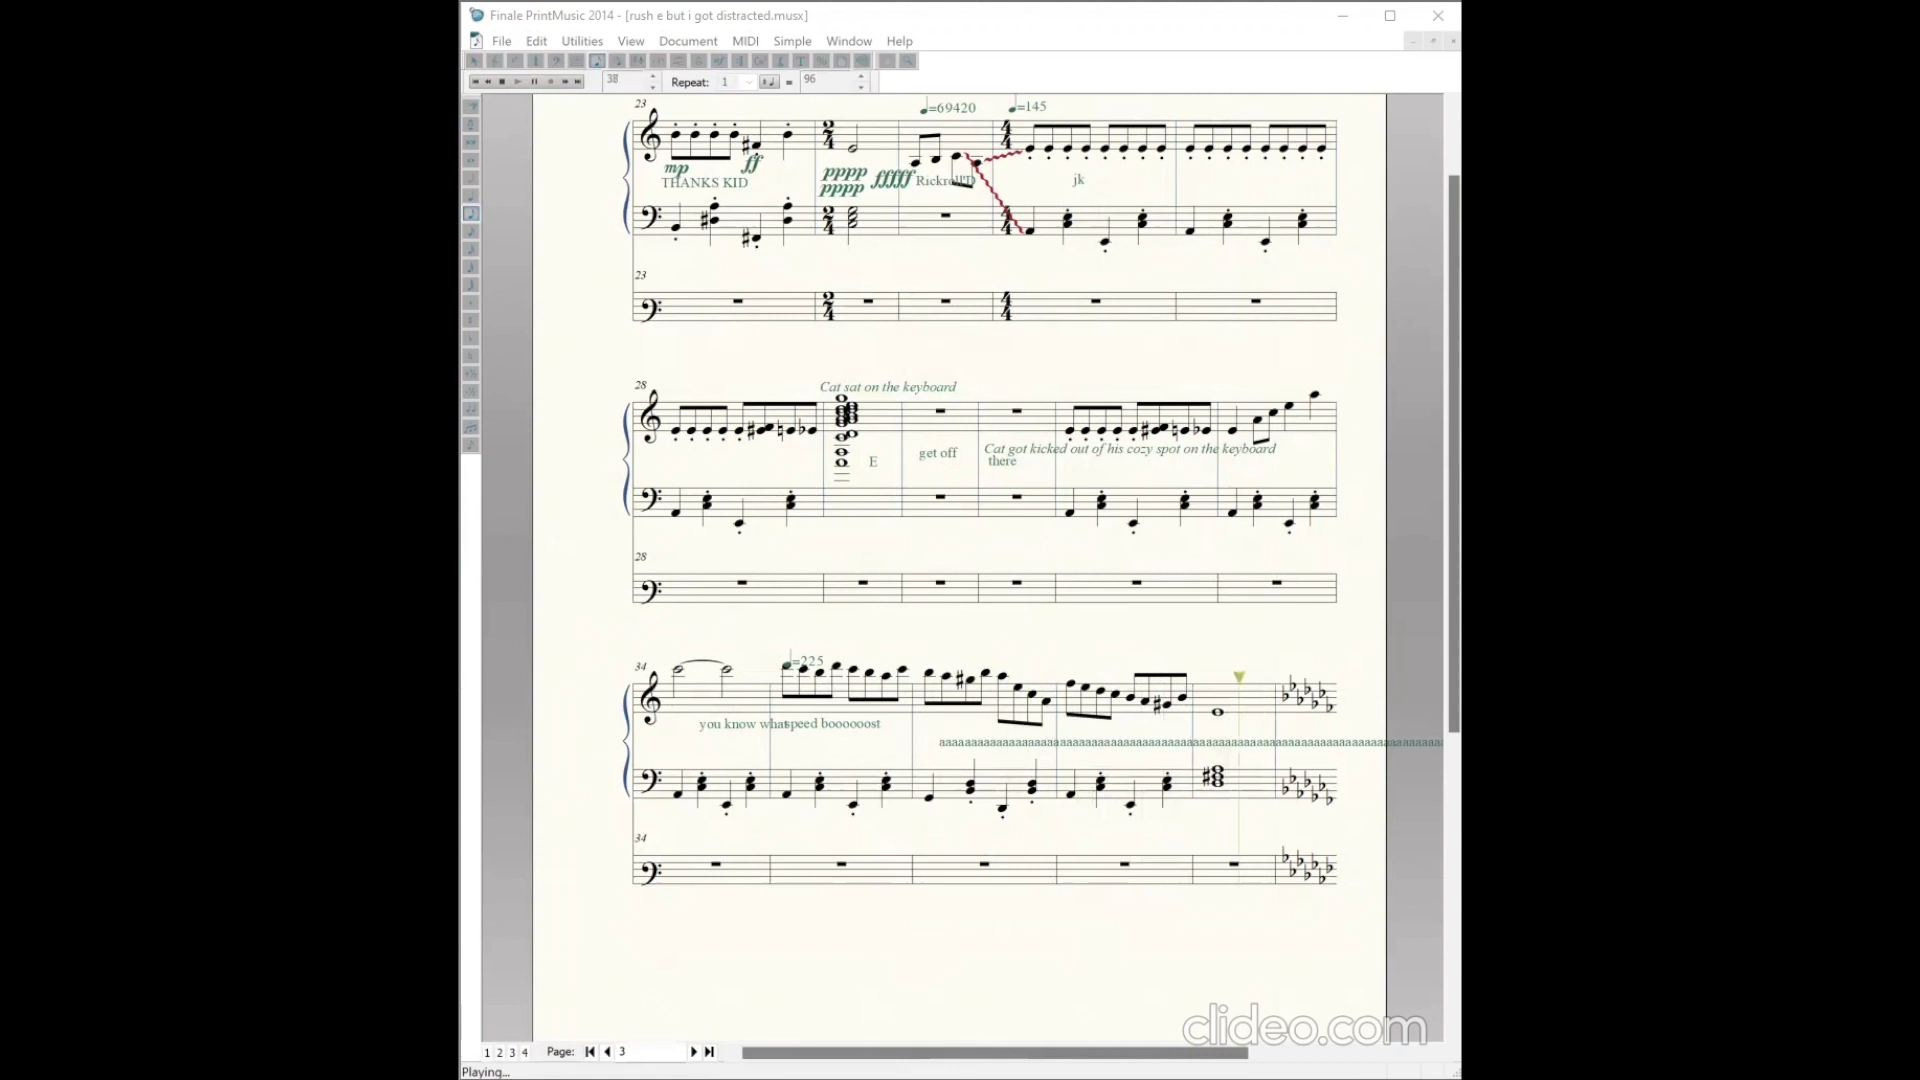 Finale PrintMusic 2014 - [rush e but i got distracted.musx]
File Edit Utilities View Document MIDI Simple Window Help
38 Repeat: 1 = 96
23 =69420 =145
mp ff
THANKS KID pppp fffff Rickroll'D jk
pppp
23
28 Cat sat on the keyboard
E get off Cat got kicked out of his cozy spot on the keyboard
there
28
34 =225
you know what speed boooooost
34
clideo.com
1 2 3 4 Page: 3
Playing...